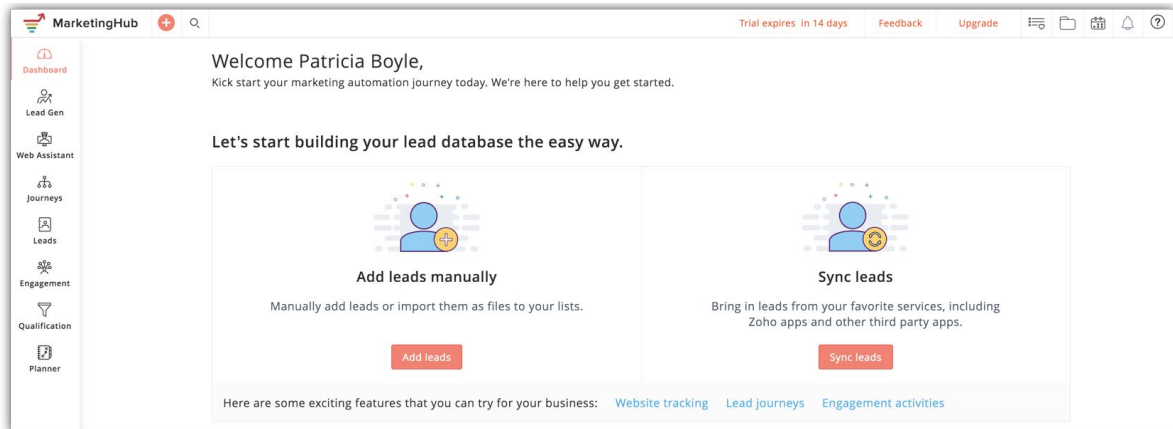 MarketingHub
Trial expires in 14 days
Feedback
Upgrade
Dashboard
Lead Gen
Web Assistant
Journeys
Leads
Engagement
Qualification
Planner
Welcome Patricia Boyle,
Kick start your marketing automation journey today. We're here to help you get started.
Let's start building your lead database the easy way.
Add leads manually
Manually add leads or import them as files to your lists.
Add leads
Sync leads
Bring in leads from your favorite services, including
Zoho apps and other third party apps.
Sync leads
Here are some exciting features that you can try for your business: Website tracking Lead journeys Engagement activities